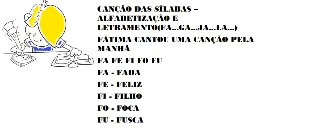 CANÇÃO DAS SÍLABAS –
ALFABETIZAÇÃO E
LETRAMENTO(FA...GA...JA...LA...)
FÁTIMA CANTOU UMA CANÇÃO PELA
MANHÃ
FA FE FI FO FU
FA - FADA
FE - FELIZ
FI - FILHO
FO - FOCA
FU - FUSCA